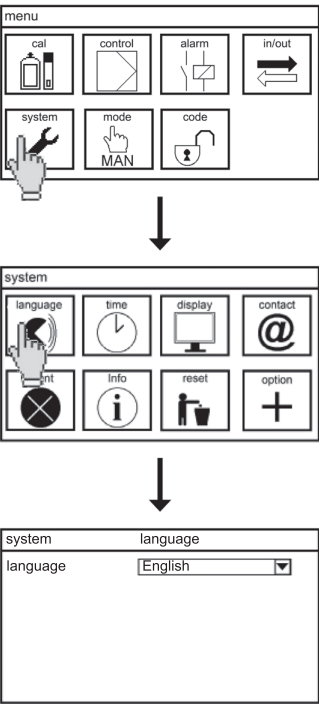 menu
cal control alarm in/out
system mode code
MAN
system
language time display contact
@
Info reset option
i
system language
language English